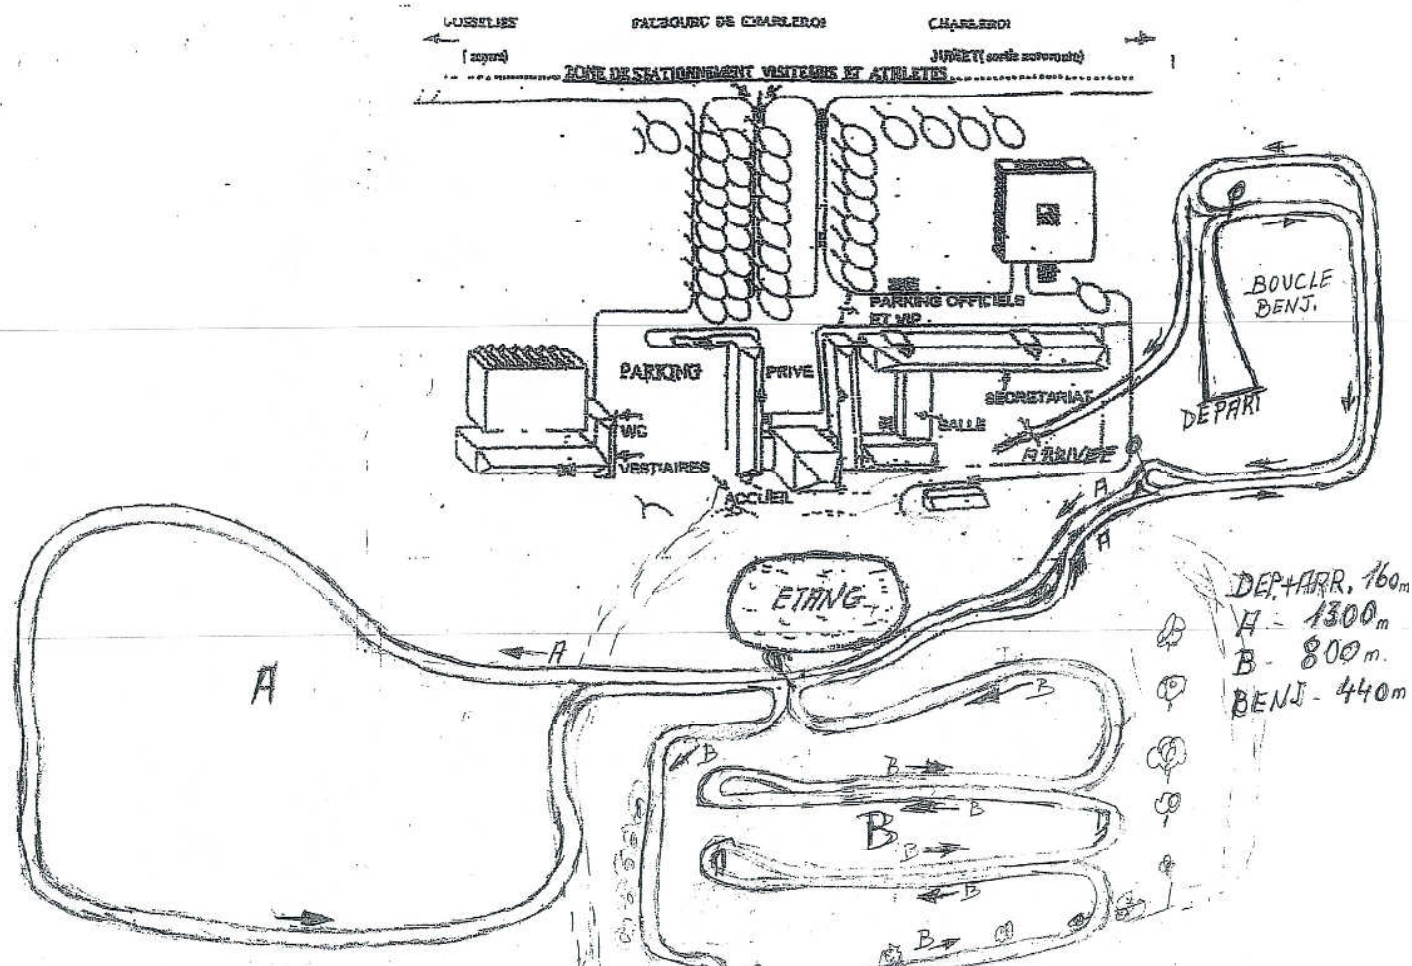 GOSSELIES
FAUBOURG DE CHARLEROI
CHARLEROI
JUMET (sortie autoroute)
ZONE DE STATIONNEMENT VISITEURS ET ATHLETES
BOUCLE
BENJ.
PARKING OFFICIELS
ET VIP
PARKING
PRIVE
SECRETARIAT
DEPART
WC
SALLE
ARRIVEE
VESTIAIRES
ACCUEIL
A
A
ETANG
DEP+ARR. 160m
A - 1300m
B - 800m.
BENJ - 440m
A
A
B
B
B
B
B
B
B
B